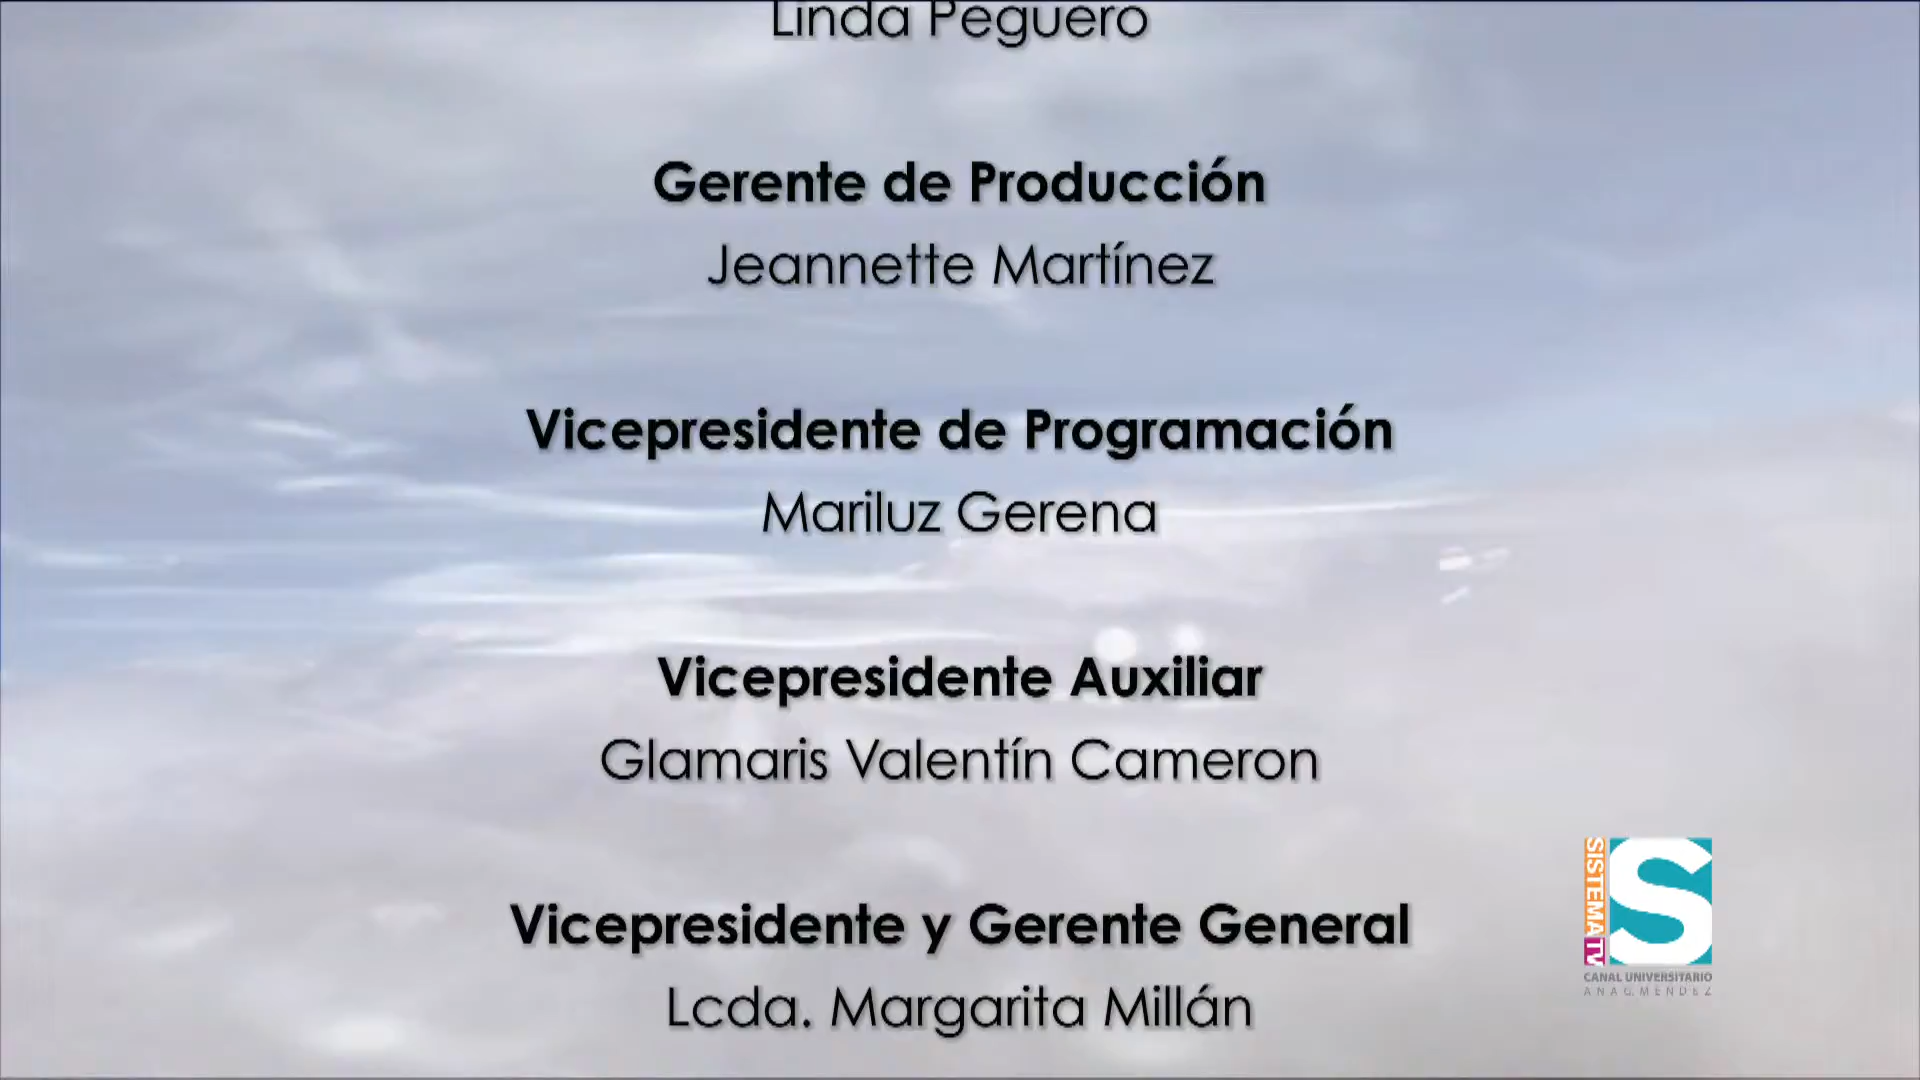 Linda Peguero
Gerente de Producción
Jeannette Martínez
Vicepresidente de Programación
Mariluz Gerena
Vicepresidente Auxiliar
Glamaris Valentín Cameron
Vicepresidente y Gerente General
Lcda. Margarita Millán
SISTEMA TV
S
CANAL UNIVERSITARIO
ANA G. MÉNDEZ